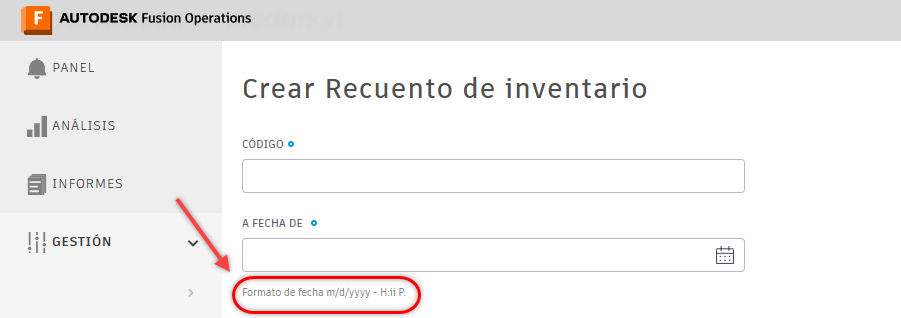 F AUTODESK Fusion Operations
PANEL
ANÁLISIS
INFORMES
GESTIÓN
Crear Recuento de inventario
CÓDIGO
A FECHA DE
Formato de fecha m/d/yyyy - H:ii P.